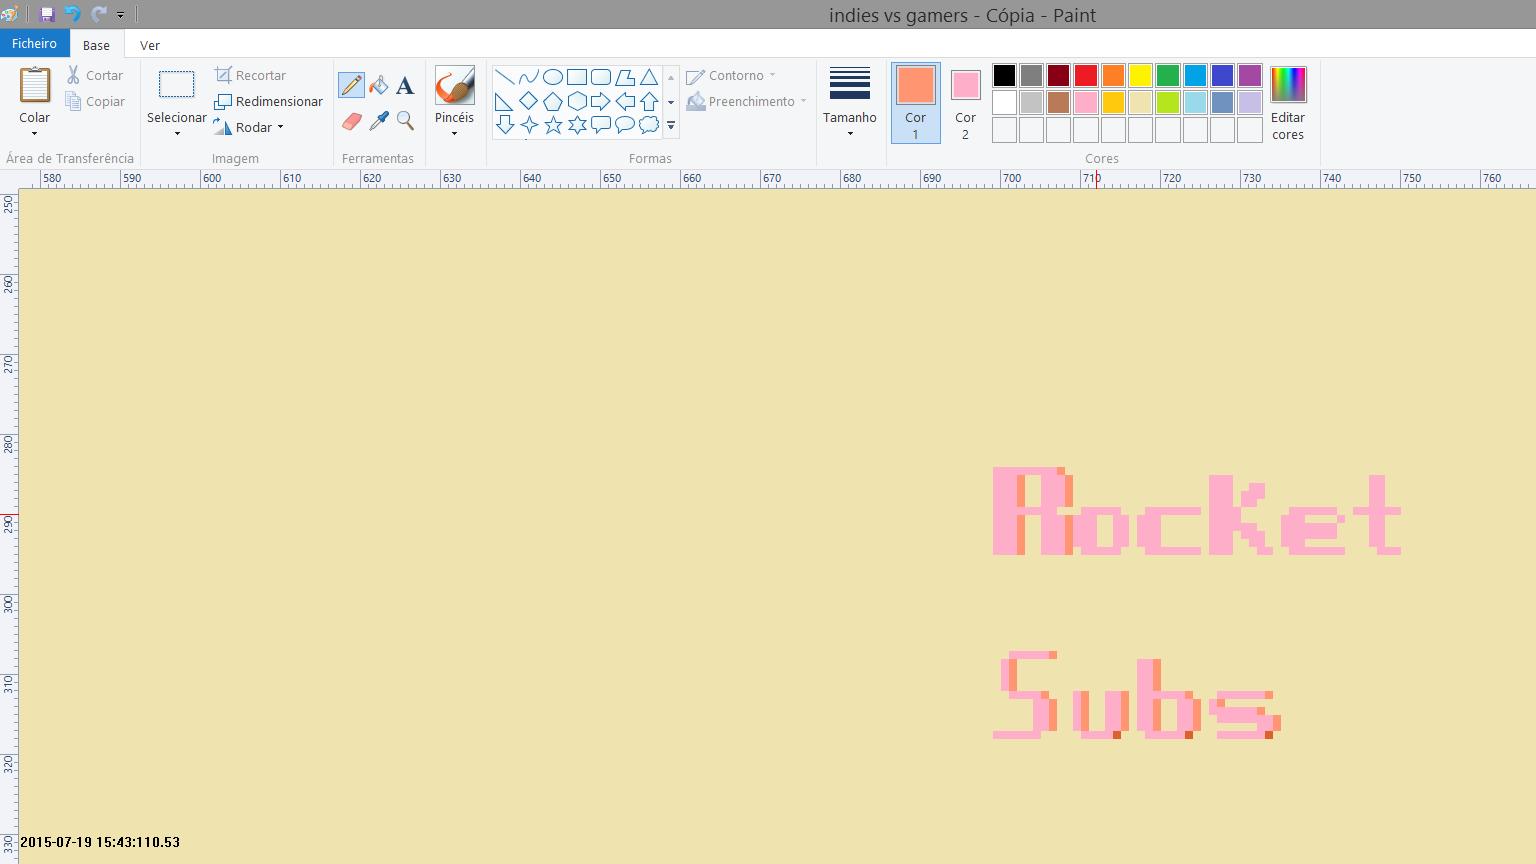 indies vs gamers - Cópia - Paint
Ficheiro Base Ver
Colar
Cortar
Copiar
Área de Transferência
Selecionar
Recortar
Redimensionar
Rodar
Imagem
Ferramentas
Pincéis
Contorno
Preenchimento
Formas
Tamanho
Cor 1
Cor 2
Editar cores
Cores
580 590 600 610 620 630 640 650 660 670 680 690 700 710 720 730 740 750 760
250
260
270
280
290
300
310
320
330
Rocket
Subs
2015-07-19 15:43:110.53